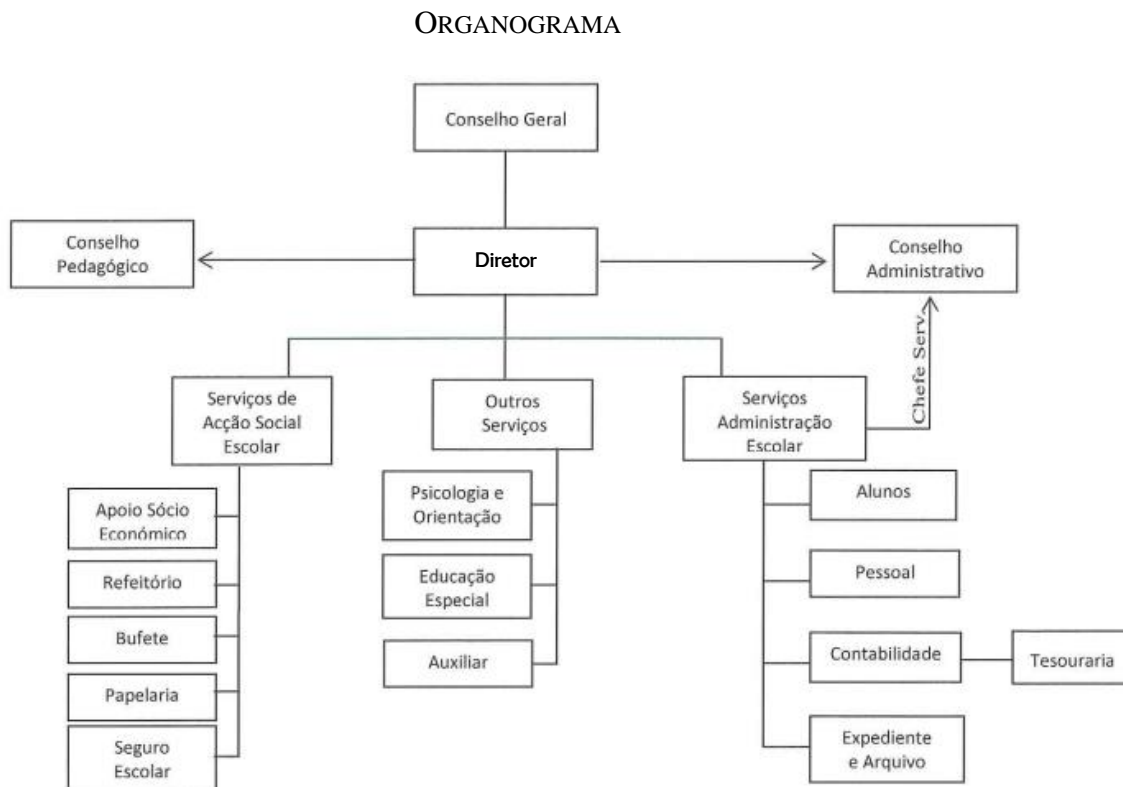 ORGANOGRAMA
Conselho Geral
Conselho
Pedagógico
Diretor
Conselho
Administrativo
Chefe Serv.
Serviços de
Acção Social
Escolar
Outros
Serviços
Serviços
Administração
Escolar
Apoio Sócio
Económico
Refeitório
Bufete
Papelaria
Seguro
Escolar
Psicologia e
Orientação
Educação
Especial
Auxiliar
Alunos
Pessoal
Contabilidade
Tesouraria
Expediente
e Arquivo